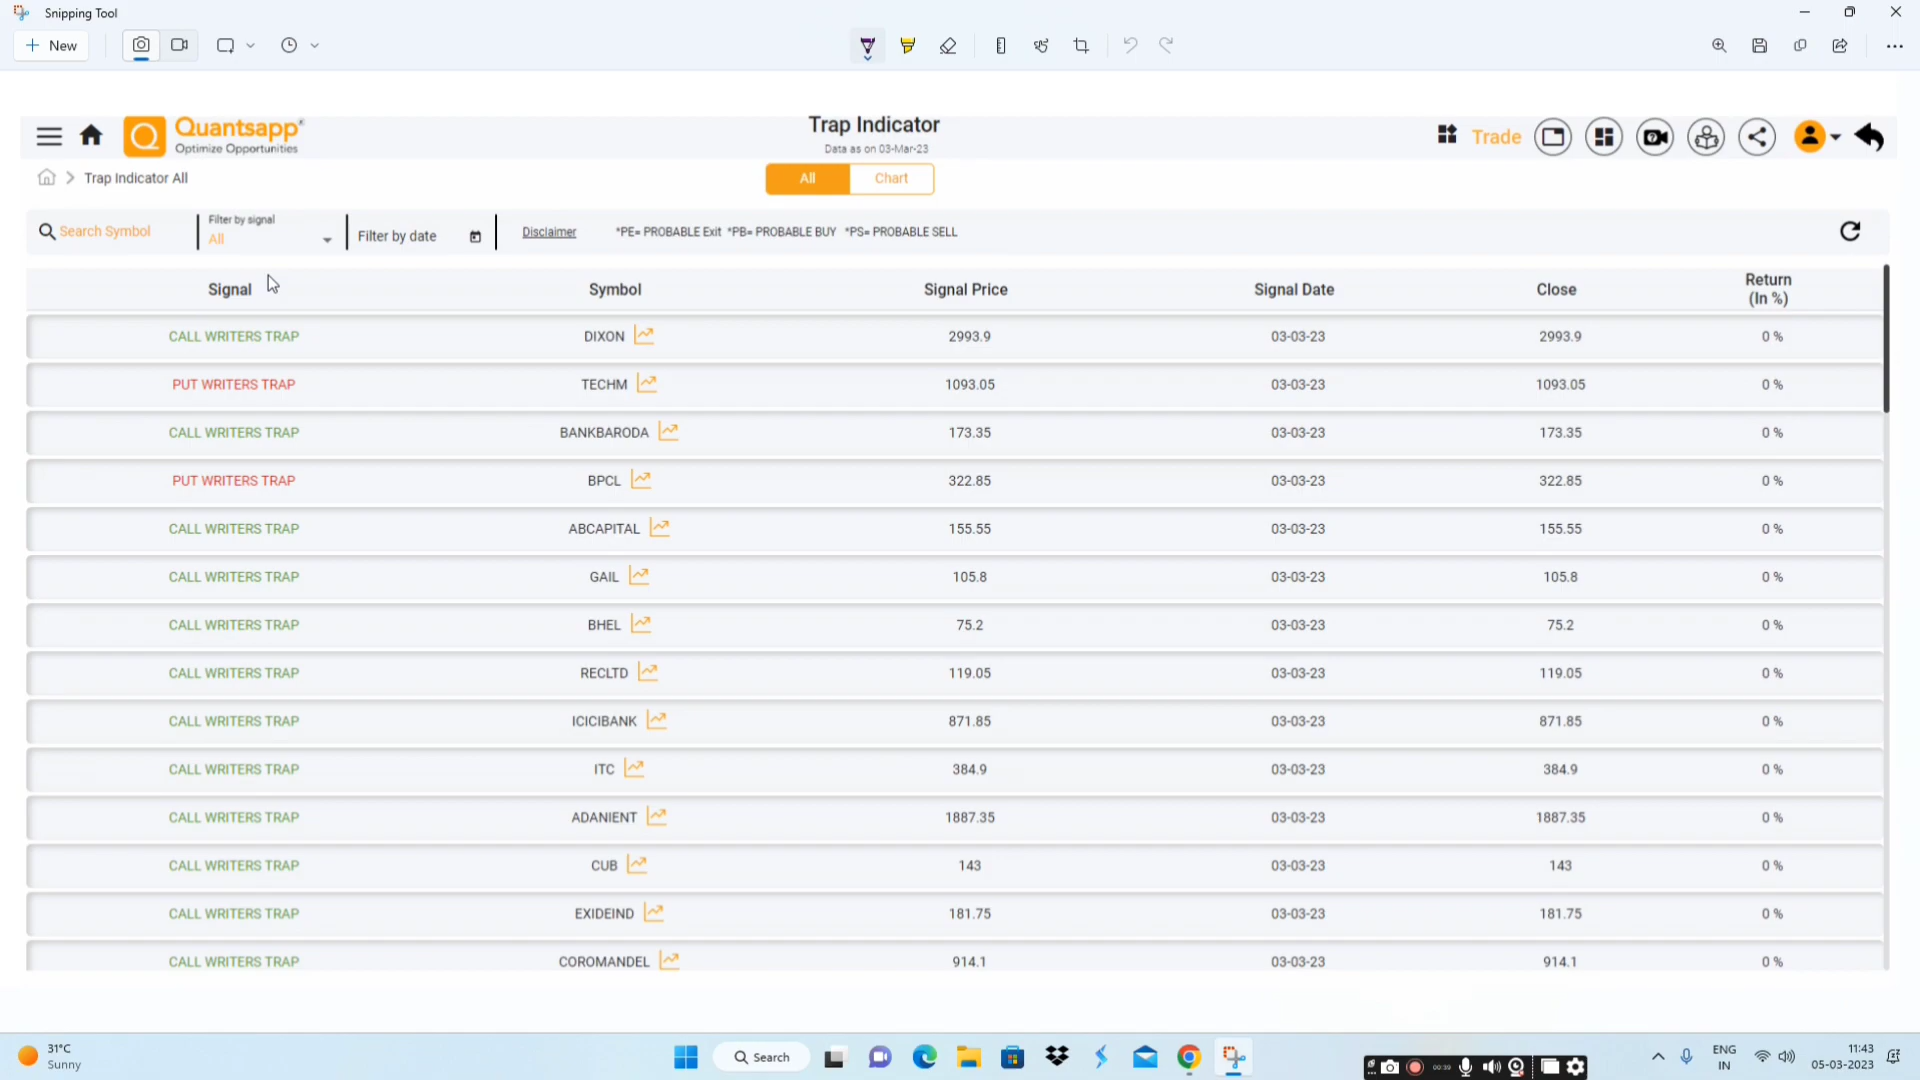 Snipping Tool
New
Quantsapp
Optimize Opportunities
Trap Indicator
Data as on 03-Mar-23
Trade
Trap Indicator All
All Chart
Search Symbol
Filter by signal
All
Filter by date
Disclaimer
*PE= PROBABLE Exit *PB= PROBABLE BUY *PS= PROBABLE SELL
Signal Symbol Signal Price Signal Date Close Return (In %)
CALL WRITERS TRAP DIXON 2993.9 03-03-23 2993.9 0 %
PUT WRITERS TRAP TECHM 1093.05 03-03-23 1093.05 0 %
CALL WRITERS TRAP BANKBARODA 173.35 03-03-23 173.35 0 %
PUT WRITERS TRAP BPCL 322.85 03-03-23 322.85 0 %
CALL WRITERS TRAP ABCAPITAL 155.55 03-03-23 155.55 0 %
CALL WRITERS TRAP GAIL 105.8 03-03-23 105.8 0 %
CALL WRITERS TRAP BHEL 75.2 03-03-23 75.2 0 %
CALL WRITERS TRAP RECLTD 119.05 03-03-23 119.05 0 %
CALL WRITERS TRAP ICICIBANK 871.85 03-03-23 871.85 0 %
CALL WRITERS TRAP ITC 384.9 03-03-23 384.9 0 %
CALL WRITERS TRAP ADANIENT 1887.35 03-03-23 1887.35 0 %
CALL WRITERS TRAP CUB 143 03-03-23 143 0 %
CALL WRITERS TRAP EXIDEIND 181.75 03-03-23 181.75 0 %
CALL WRITERS TRAP COROMANDEL 914.1 03-03-23 914.1 0 %
31°C
Sunny
Search
00:39
ENG
IN
11:43
05-03-2023